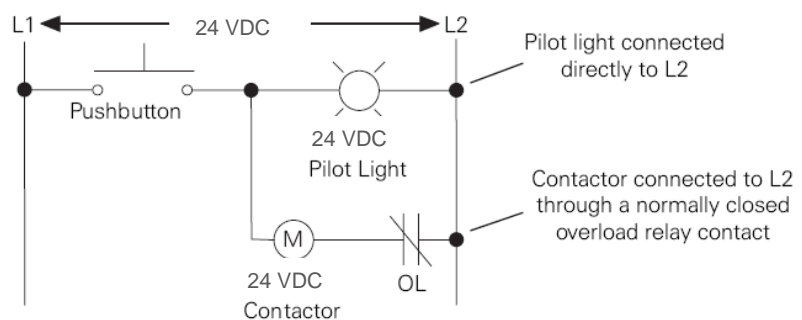 L1
24 VDC
L2
Pilot light connected
directly to L2
Pushbutton
24 VDC
Pilot Light
Contactor connected to L2
through a normally closed
overload relay contact
M
OL
24 VDC
Contactor